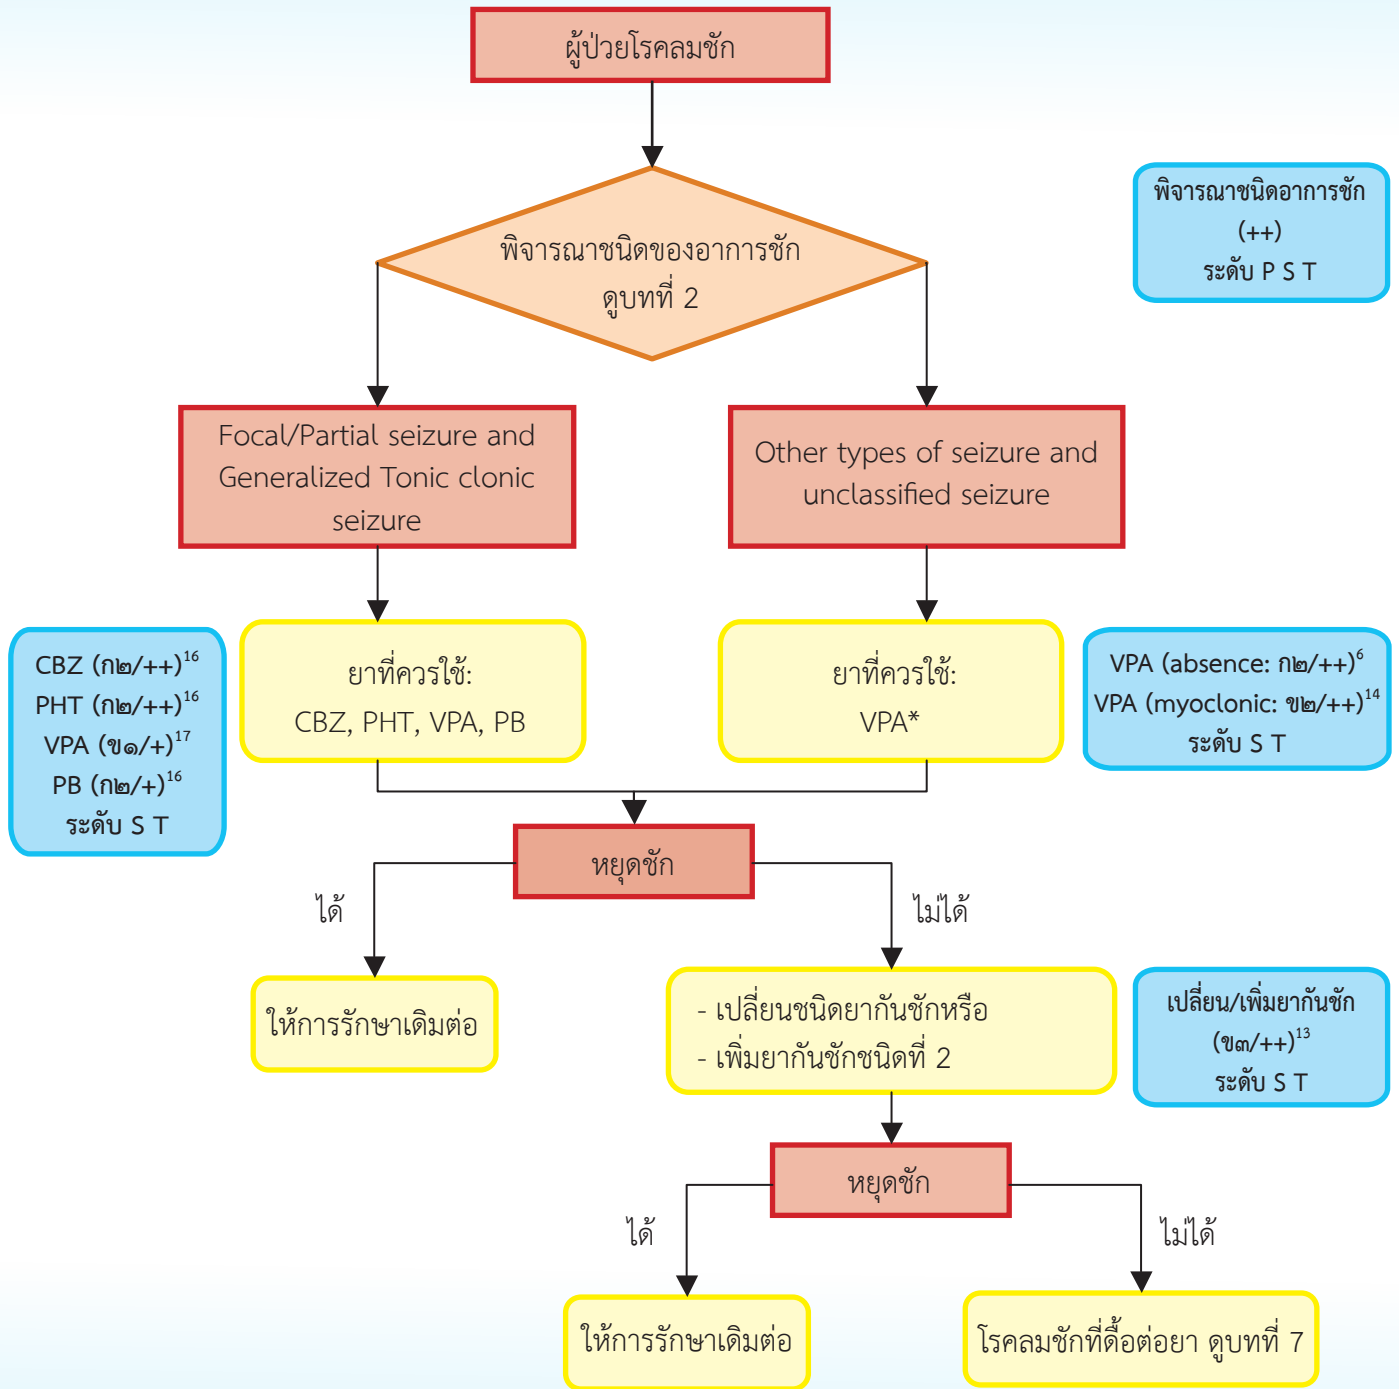 ผู้ป่วยโรคลมชัก
พิจารณาชนิดของอาการชัก
ดูบทที่ 2
พิจารณาชนิดอาการชัก
(++)
ระดับ P S T
Focal/Partial seizure and
Generalized Tonic clonic
seizure
Other types of seizure and
unclassified seizure
CBZ (ก๒/++)16
PHT (ก๒/++)16
VPA (ข๑/+)17
PB (ก๒/+)16
ระดับ S T
ยาที่ควรใช้:
CBZ, PHT, VPA, PB
ยาที่ควรใช้:
VPA*
VPA (absence: ก๒/++)6
VPA (myoclonic: ข๒/++)14
ระดับ S T
หยุดชัก
ได้
ไม่ได้
ให้การรักษาเดิมต่อ
- เปลี่ยนชนิดยากันชักหรือ
- เพิ่มยากันชักชนิดที่ 2
เปลี่ยน/เพิ่มยากันชัก
(ข๓/++)13
ระดับ S T
หยุดชัก
ได้
ไม่ได้
ให้การรักษาเดิมต่อ
โรคลมชักที่ดื้อต่อยา ดูบทที่ 7